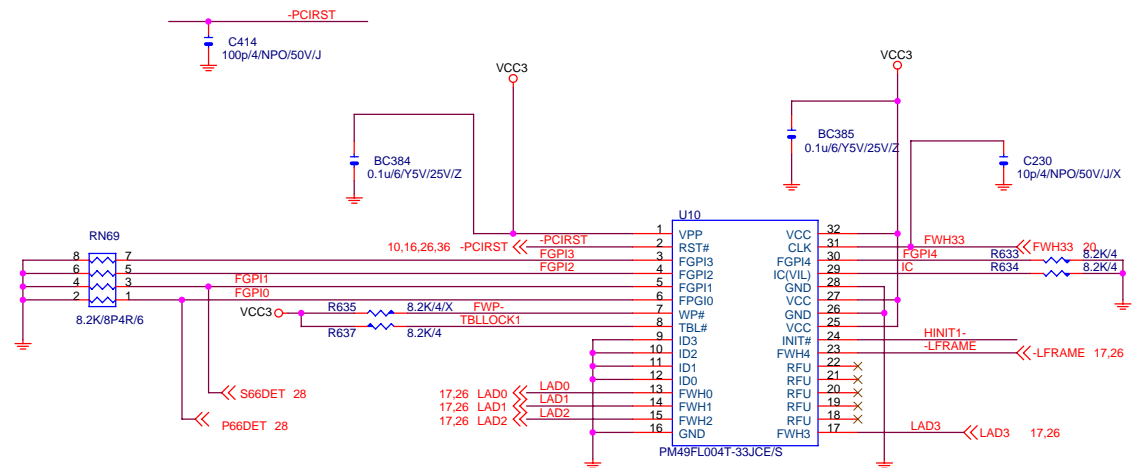 -PCIRST
C414
100p/4/NPO/50V/J
VCC3
VCC3
BC384
0.1u/6/Y5V/25V/Z
BC385
0.1u/6/Y5V/25V/Z
C230
10p/4/NPO/50V/J/X
U10
RN69
8 7
6 5
4 3
2 1
8.2K/8P4R/6
10,16,26,36 -PCIRST
-PCIRST
FGPI3
FGPI2
FGPI1
FGPI0
VCC3
R635 8.2K/4/X
FWP-
TBLLOCK1
R637 8.2K/4
S66DET 28
P66DET 28
17,26 LAD0 LAD0
17,26 LAD1 LAD1
17,26 LAD2 LAD2
1 VPP
2 RST#
3 FGPI3
4 FGPI2
5 FGPI1
6 FPGI0
7 WP#
8 TBL#
9 ID3
10 ID2
11 ID1
12 ID0
13 FWH0
14 FWH1
15 FWH2
16 GND
VCC 32
CLK 31
FGPI4 30
IC(VIL) 29
GND 28
VCC 27
GND 26
VCC 25
INIT# 24
FWH4 23
RFU 22
RFU 21
RFU 20
RFU 19
RFU 18
FWH3 17
PM49FL004T-33JCE/S
FWH33
FWH33 20
FGPI4
R633 8.2K/4
IC
R634 8.2K/4
HINIT1-
-LFRAME
-LFRAME 17,26
LAD3
LAD3 17,26